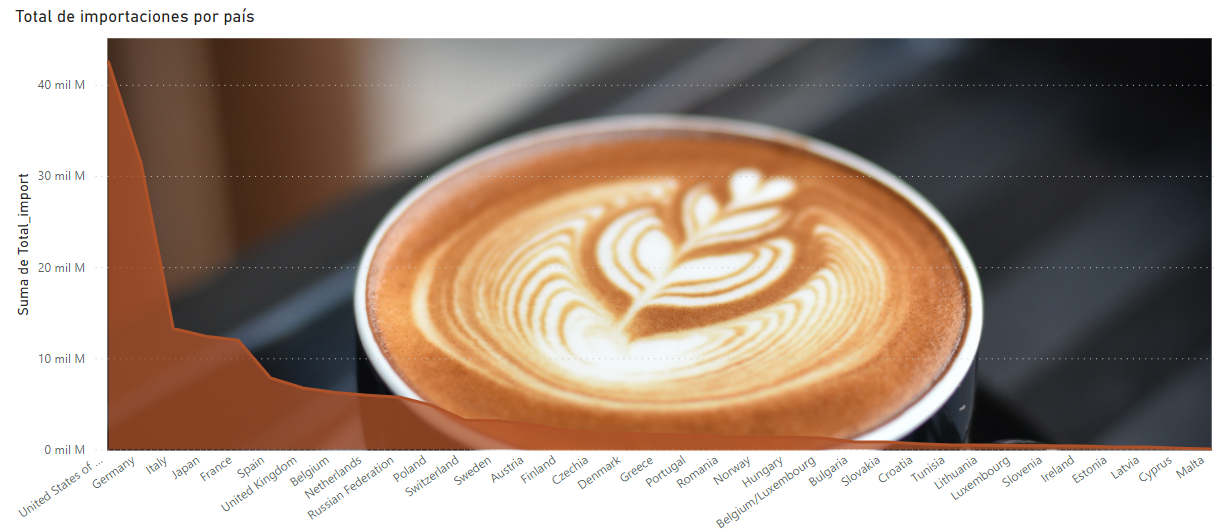 Total de importaciones por país
Suma de Total_import
40 mil M
30 mil M
20 mil M
10 mil M
0 mil M
United States of ...
Germany
Italy
Japan
France
Spain
United Kingdom
Belgium
Netherlands
Russian Federation
Poland
Switzerland
Sweden
Austria
Finland
Czechia
Denmark
Greece
Portugal
Romania
Norway
Hungary
Belgium/Luxembourg
Bulgaria
Slovakia
Croatia
Tunisia
Lithuania
Luxembourg
Slovenia
Ireland
Estonia
Latvia
Cyprus
Malta